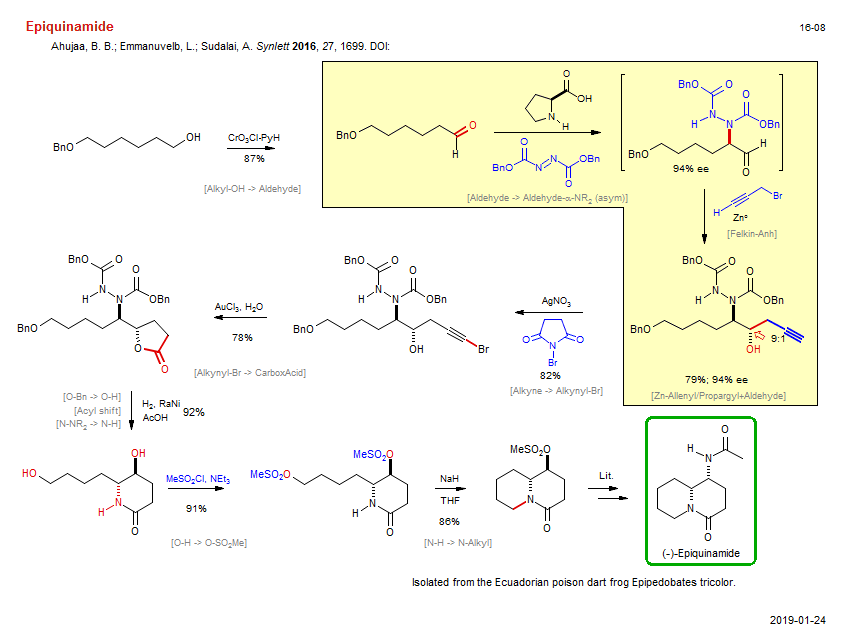 Epiquinamide
16-08
Ahujaa, B. B.; Emmanuvelb, L.; Sudalai, A. Synlett 2016, 27, 1699. DOI:
BnO
OH
CrO3Cl-PyH
87%
[Alkyl-OH -> Aldehyde]
BnO
O
H
O
OH
N
H
O
BnO
N
N
OBn
O
[Aldehyde -> Aldehyde-α-NR2 (asym)]
BnO
O
O
H
N
N
OBn
BnO
H
O
94% ee
H
Br
Zn°
[Felkin-Anh]
BnO
O
O
H
N
N
OBn
BnO
OH
9:1
79%; 94% ee
[Zn-Allenyl/Propargyl+Aldehyde]
AgNO3
O
N
O
Br
82%
[Alkyne -> Alkynyl-Br]
BnO
O
O
H
N
N
OBn
BnO
OH
Br
AuCl3, H2O
78%
[Alkynyl-Br -> CarboxAcid]
BnO
O
O
H
N
N
OBn
BnO
O
O
[O-Bn -> O-H]
[Acyl shift]
[N-NR2 -> N-H]
H2, RaNi
AcOH
92%
HO
OH
N
H
O
MeSO2Cl, NEt3
91%
[O-H -> O-SO2Me]
MeSO2O
MeSO2O
N
H
O
NaH
THF
86%
[N-H -> N-Alkyl]
MeSO2O
N
O
Lit.
O
H
N
N
O
(-)-Epiquinamide
Isolated from the Ecuadorian poison dart frog Epipedobates tricolor.
2019-01-24